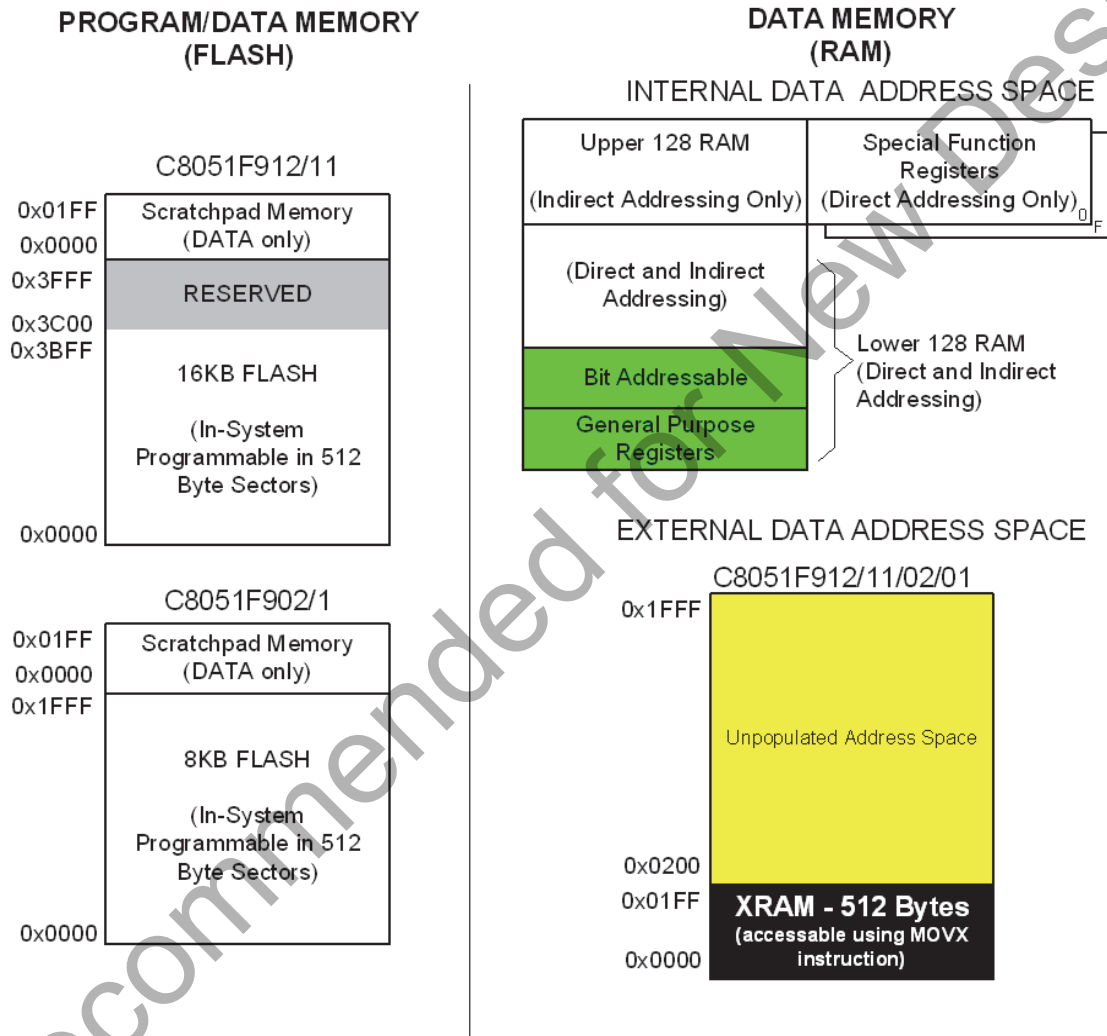 PROGRAM/DATA MEMORY
(FLASH)
C8051F912/11
0x01FF
Scratchpad Memory
(DATA only)
0x0000
0x3FFF
RESERVED
0x3C00
0x3BFF
16KB FLASH
(In-System
Programmable in 512
Byte Sectors)
0x0000
C8051F902/1
0x01FF
Scratchpad Memory
(DATA only)
0x0000
0x1FFF
8KB FLASH
(In-System
Programmable in 512
Byte Sectors)
0x0000
DATA MEMORY
(RAM)
INTERNAL DATA ADDRESS SPACE
Upper 128 RAM
(Indirect Addressing Only)
Special Function
Registers
(Direct Addressing Only)
0
F
(Direct and Indirect
Addressing)
Bit Addressable
General Purpose
Registers
Lower 128 RAM
(Direct and Indirect
Addressing)
EXTERNAL DATA ADDRESS SPACE
C8051F912/11/02/01
0x1FFF
Unpopulated Address Space
0x0200
0x01FF
XRAM - 512 Bytes
(accessable using MOVX
instruction)
0x0000
ecommended for New Des